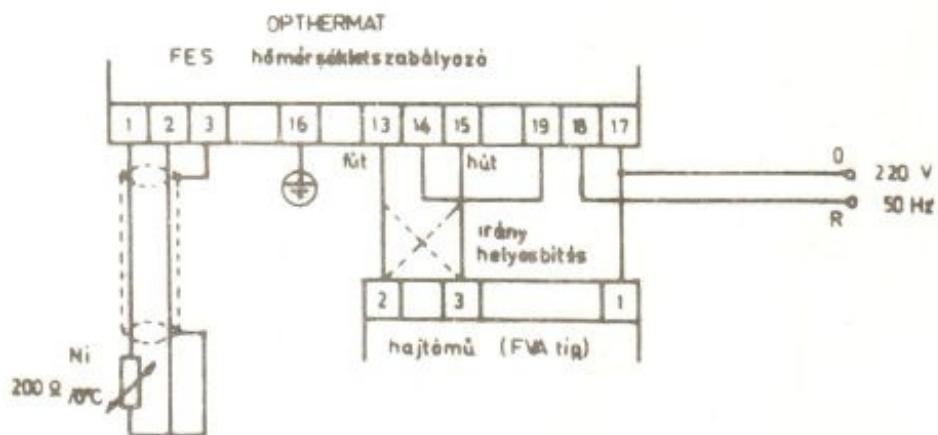 OPTHERMAT
FES hőmérsékletszabályozó
1 2 3 16 13 14 15 19 18 17
fűt hűt
0
220 V
R 50 Hz
irány
helyesbítés
2 3 1
hajtómű (FVA típ)
Ni
200 Ω /0°C